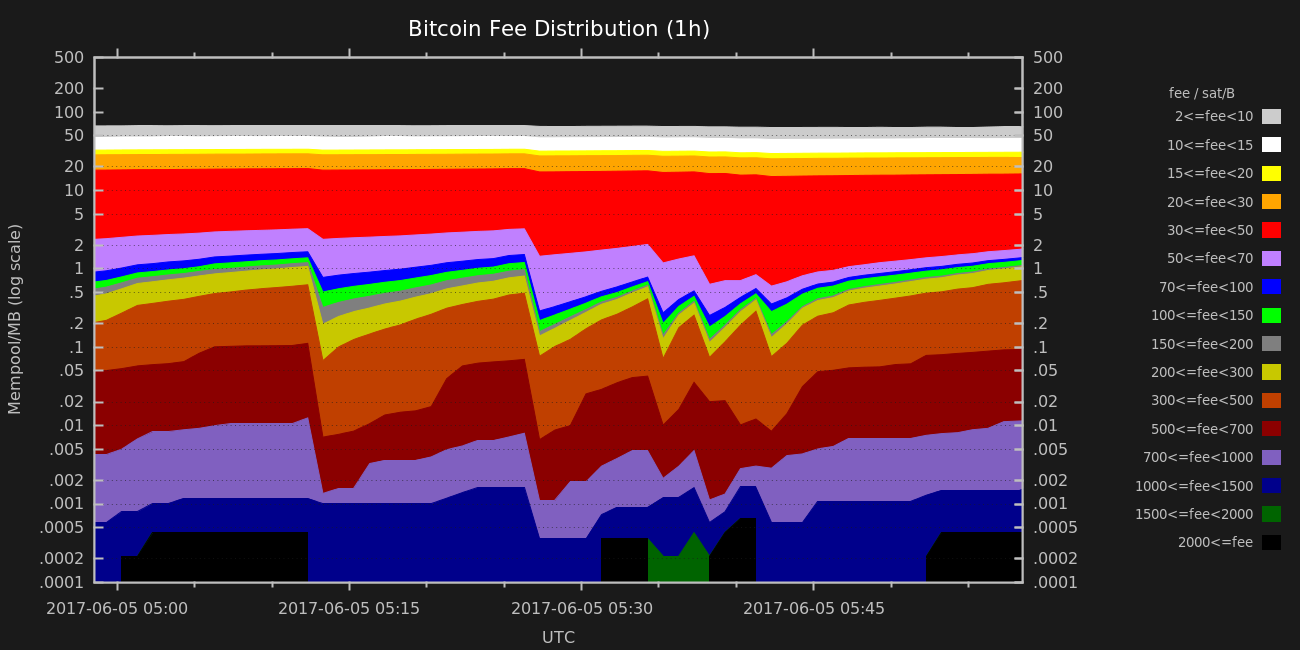 Bitcoin Fee Distribution (1h)
Mempool/MB (log scale)
500
200
100
50
20
10
5
2
1
.5
.2
.1
.05
.02
.01
.005
.002
.001
.0005
.0002
.0001
500
200
100
50
20
10
5
2
1
.5
.2
.1
.05
.02
.01
.005
.002
.001
.0005
.0002
.0001
2017-06-05 05:00
2017-06-05 05:15
2017-06-05 05:30
2017-06-05 05:45
UTC
fee / sat/B
2<=fee<10
10<=fee<15
15<=fee<20
20<=fee<30
30<=fee<50
50<=fee<70
70<=fee<100
100<=fee<150
150<=fee<200
200<=fee<300
300<=fee<500
500<=fee<700
700<=fee<1000
1000<=fee<1500
1500<=fee<2000
2000<=fee